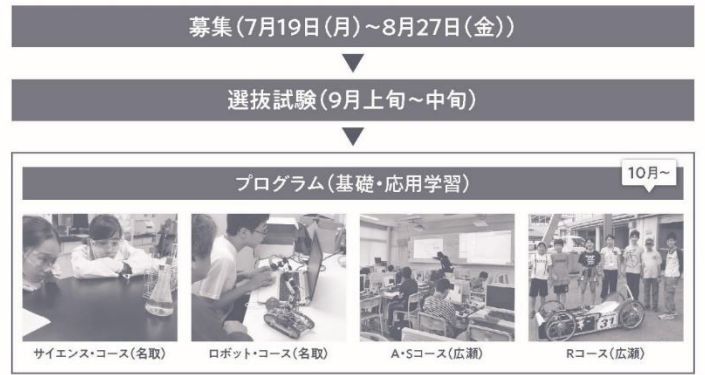 募集(7月19日(月)~8月27日(金))
選抜試験(9月上旬~中旬)
10月~
プログラム(基礎・応用学習)
31
サイエンス・コース(名取)
ロボット・コース(名取)
A・Sコース(広瀬)
Rコース(広瀬)